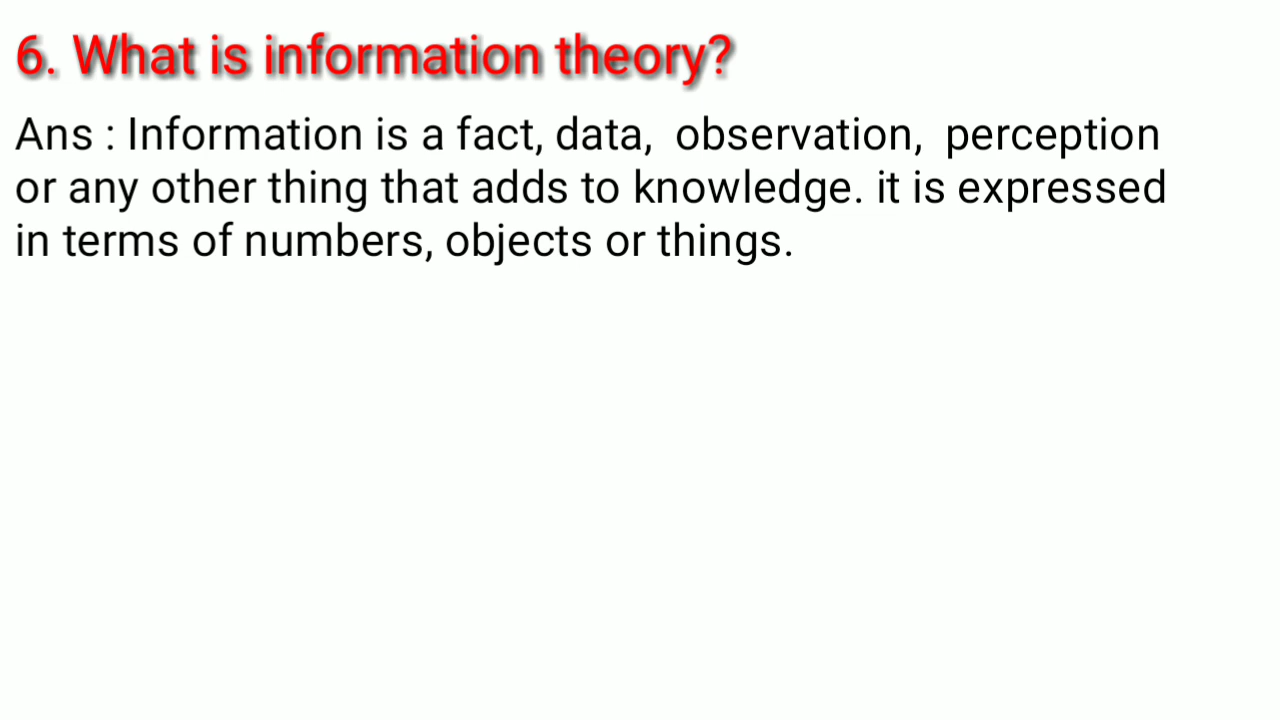 6. What is information theory?
Ans : Information is a fact, data,  observation,  perception
or any other thing that adds to knowledge. it is expressed
in terms of numbers, objects or things.